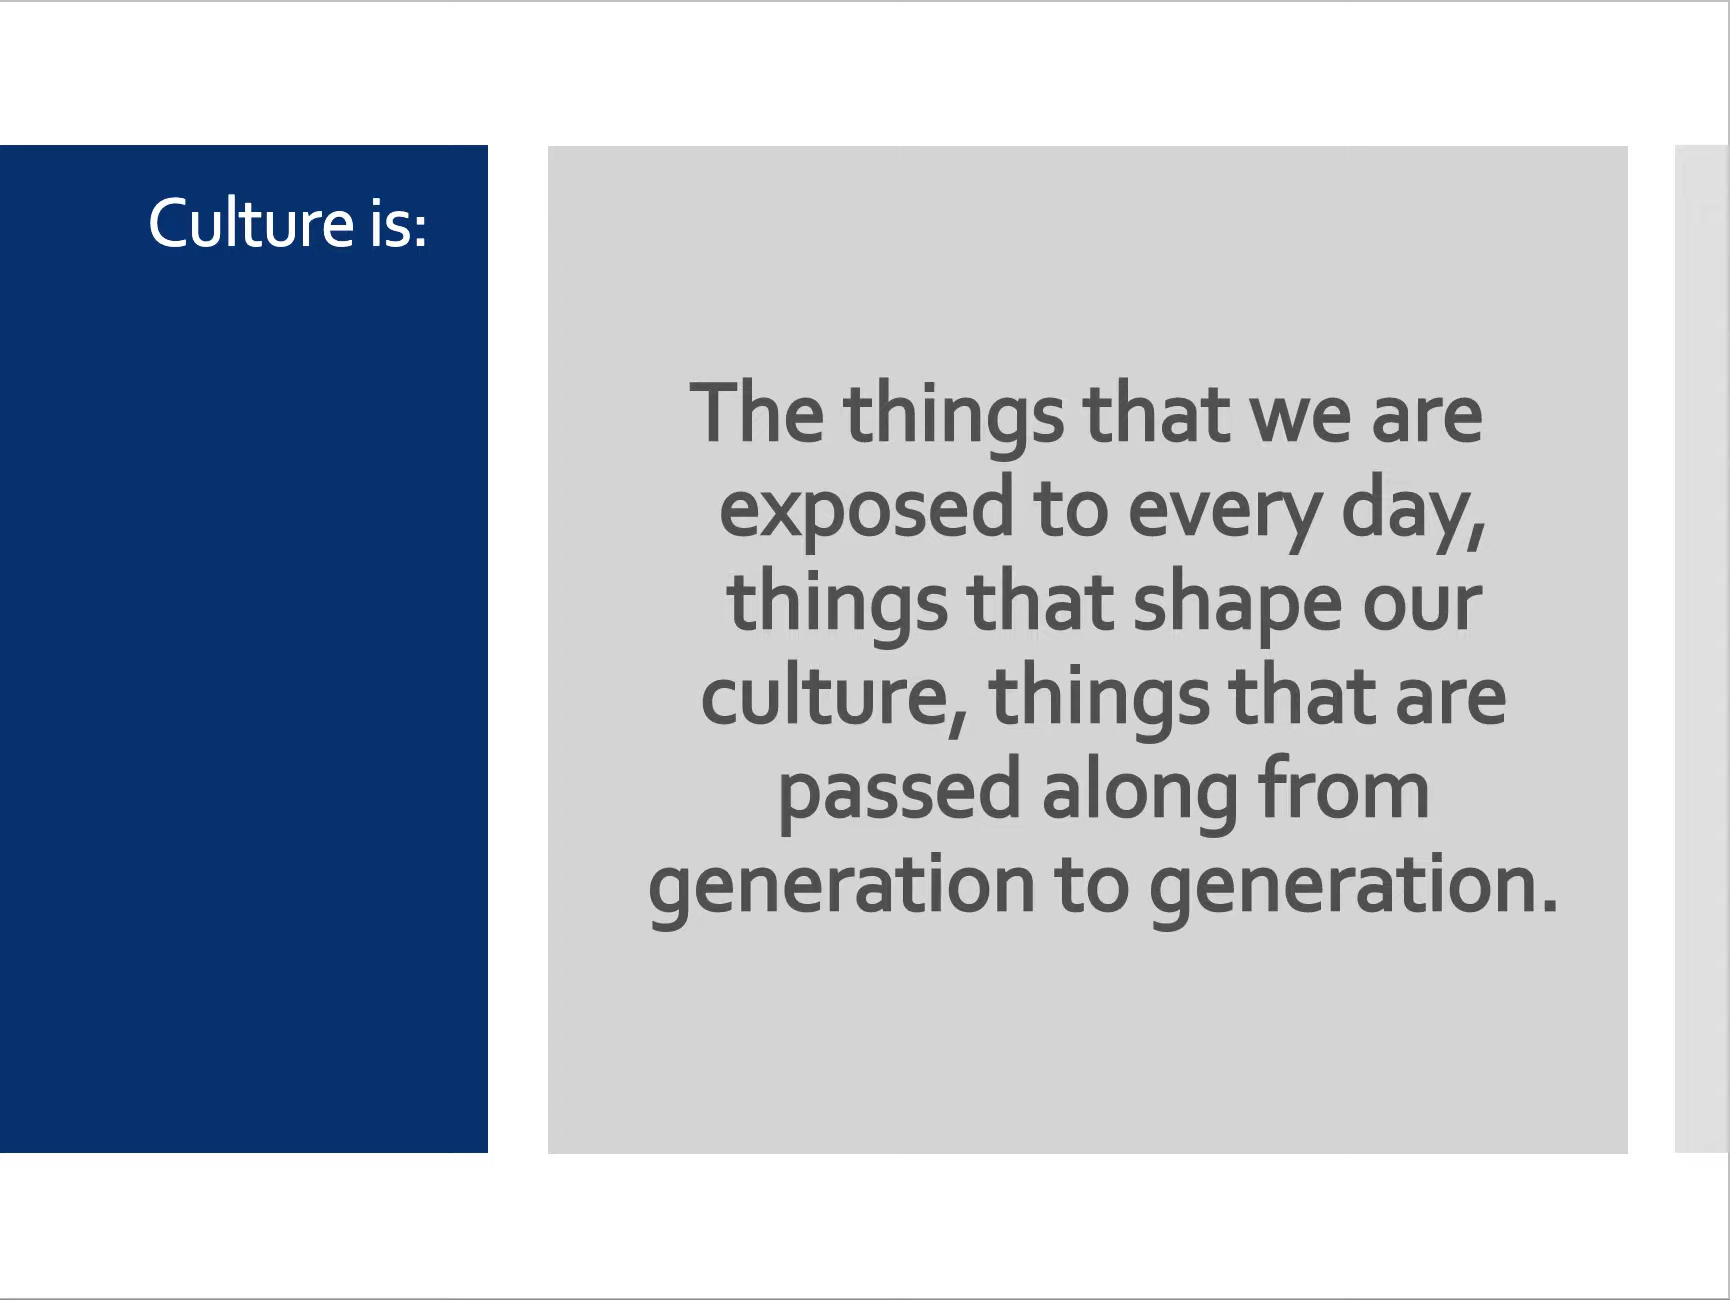 Culture is:
The things that we are
exposed to every day,
things that shape our
culture, things that are
passed along from
generation to generation.